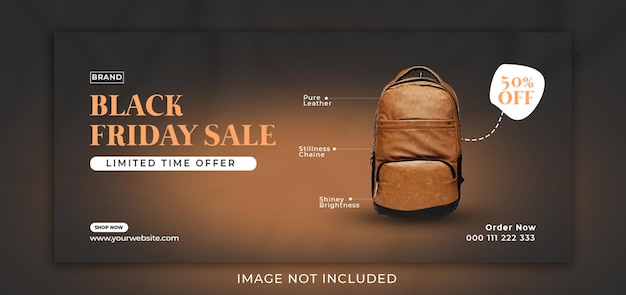 BRAND
BLACK
FRIDAY SALE
LIMITED TIME OFFER
Pure
Leather
Stillness
Chaine
Shiney
Brightness
50%
OFF
SHOP NOW
www.yourwebsite.com
Order Now
000 111 222 333
IMAGE NOT INCLUDED